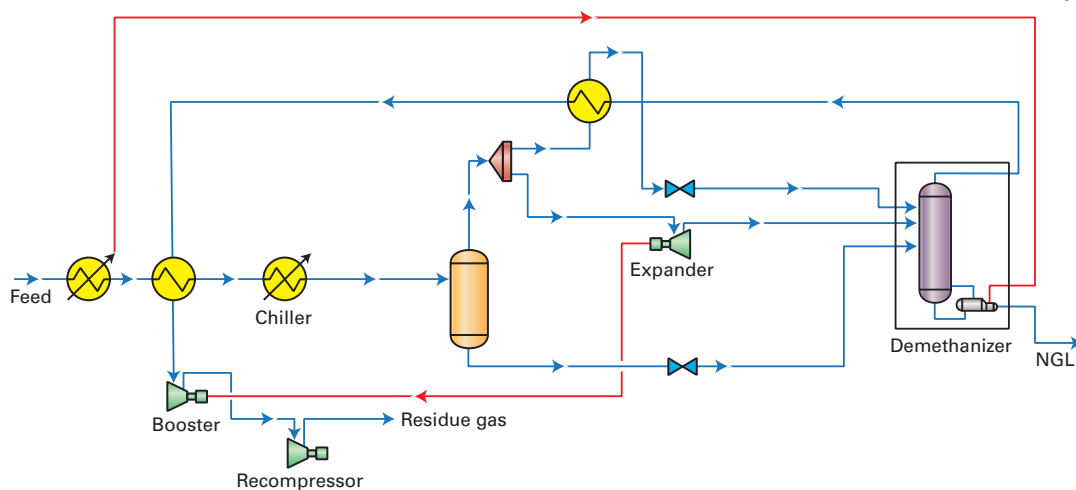 Feed
Chiller
Expander
Demethanizer
NGL
Booster
Residue gas
Recompressor